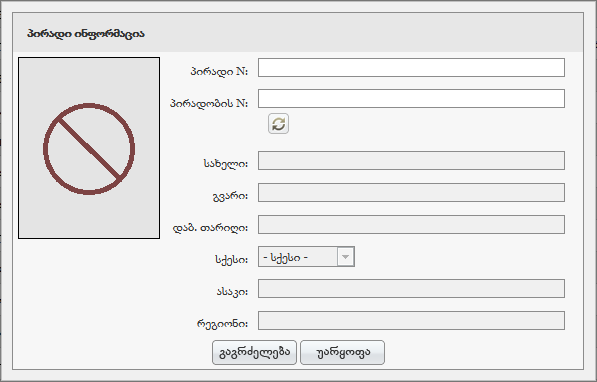 პირადი ინფორმაცია
პირადი N:
პირადობის N:
სახელი:
გვარი:
დაბ. თარიღი:
სქესი: - სქესი -
ასაკი:
რეგიონი:
გაგრძელება უარყოფა